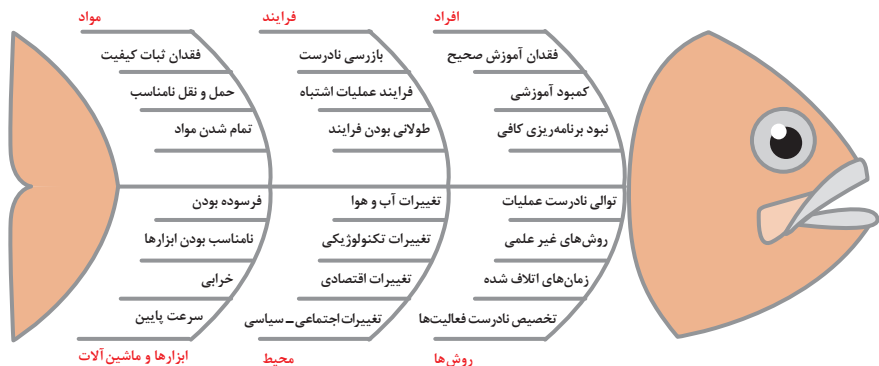 افراد
فرایند
مواد
فقدان آموزش صحیح
بازرسی نادرست
فقدان ثبات کیفیت
کمبود آموزشی
فرایند عملیات اشتباه
حمل و نقل نامناسب
نبود برنامه‌ریزی کافی
طولانی بودن فرایند
تمام شدن مواد
توالی نادرست عملیات
تغییرات آب و هوا
فرسوده بودن
روش‌های غیر علمی
تغییرات تکنولوژیکی
نامناسب بودن ابزارها
زمان‌های اتلاف شده
تغییرات اقتصادی
خرابی
تخصیص نادرست فعالیت‌ها
تغییرات اجتماعی ـ سیاسی
سرعت پایین
روش‌ها
محیط
ابزارها و ماشین آلات